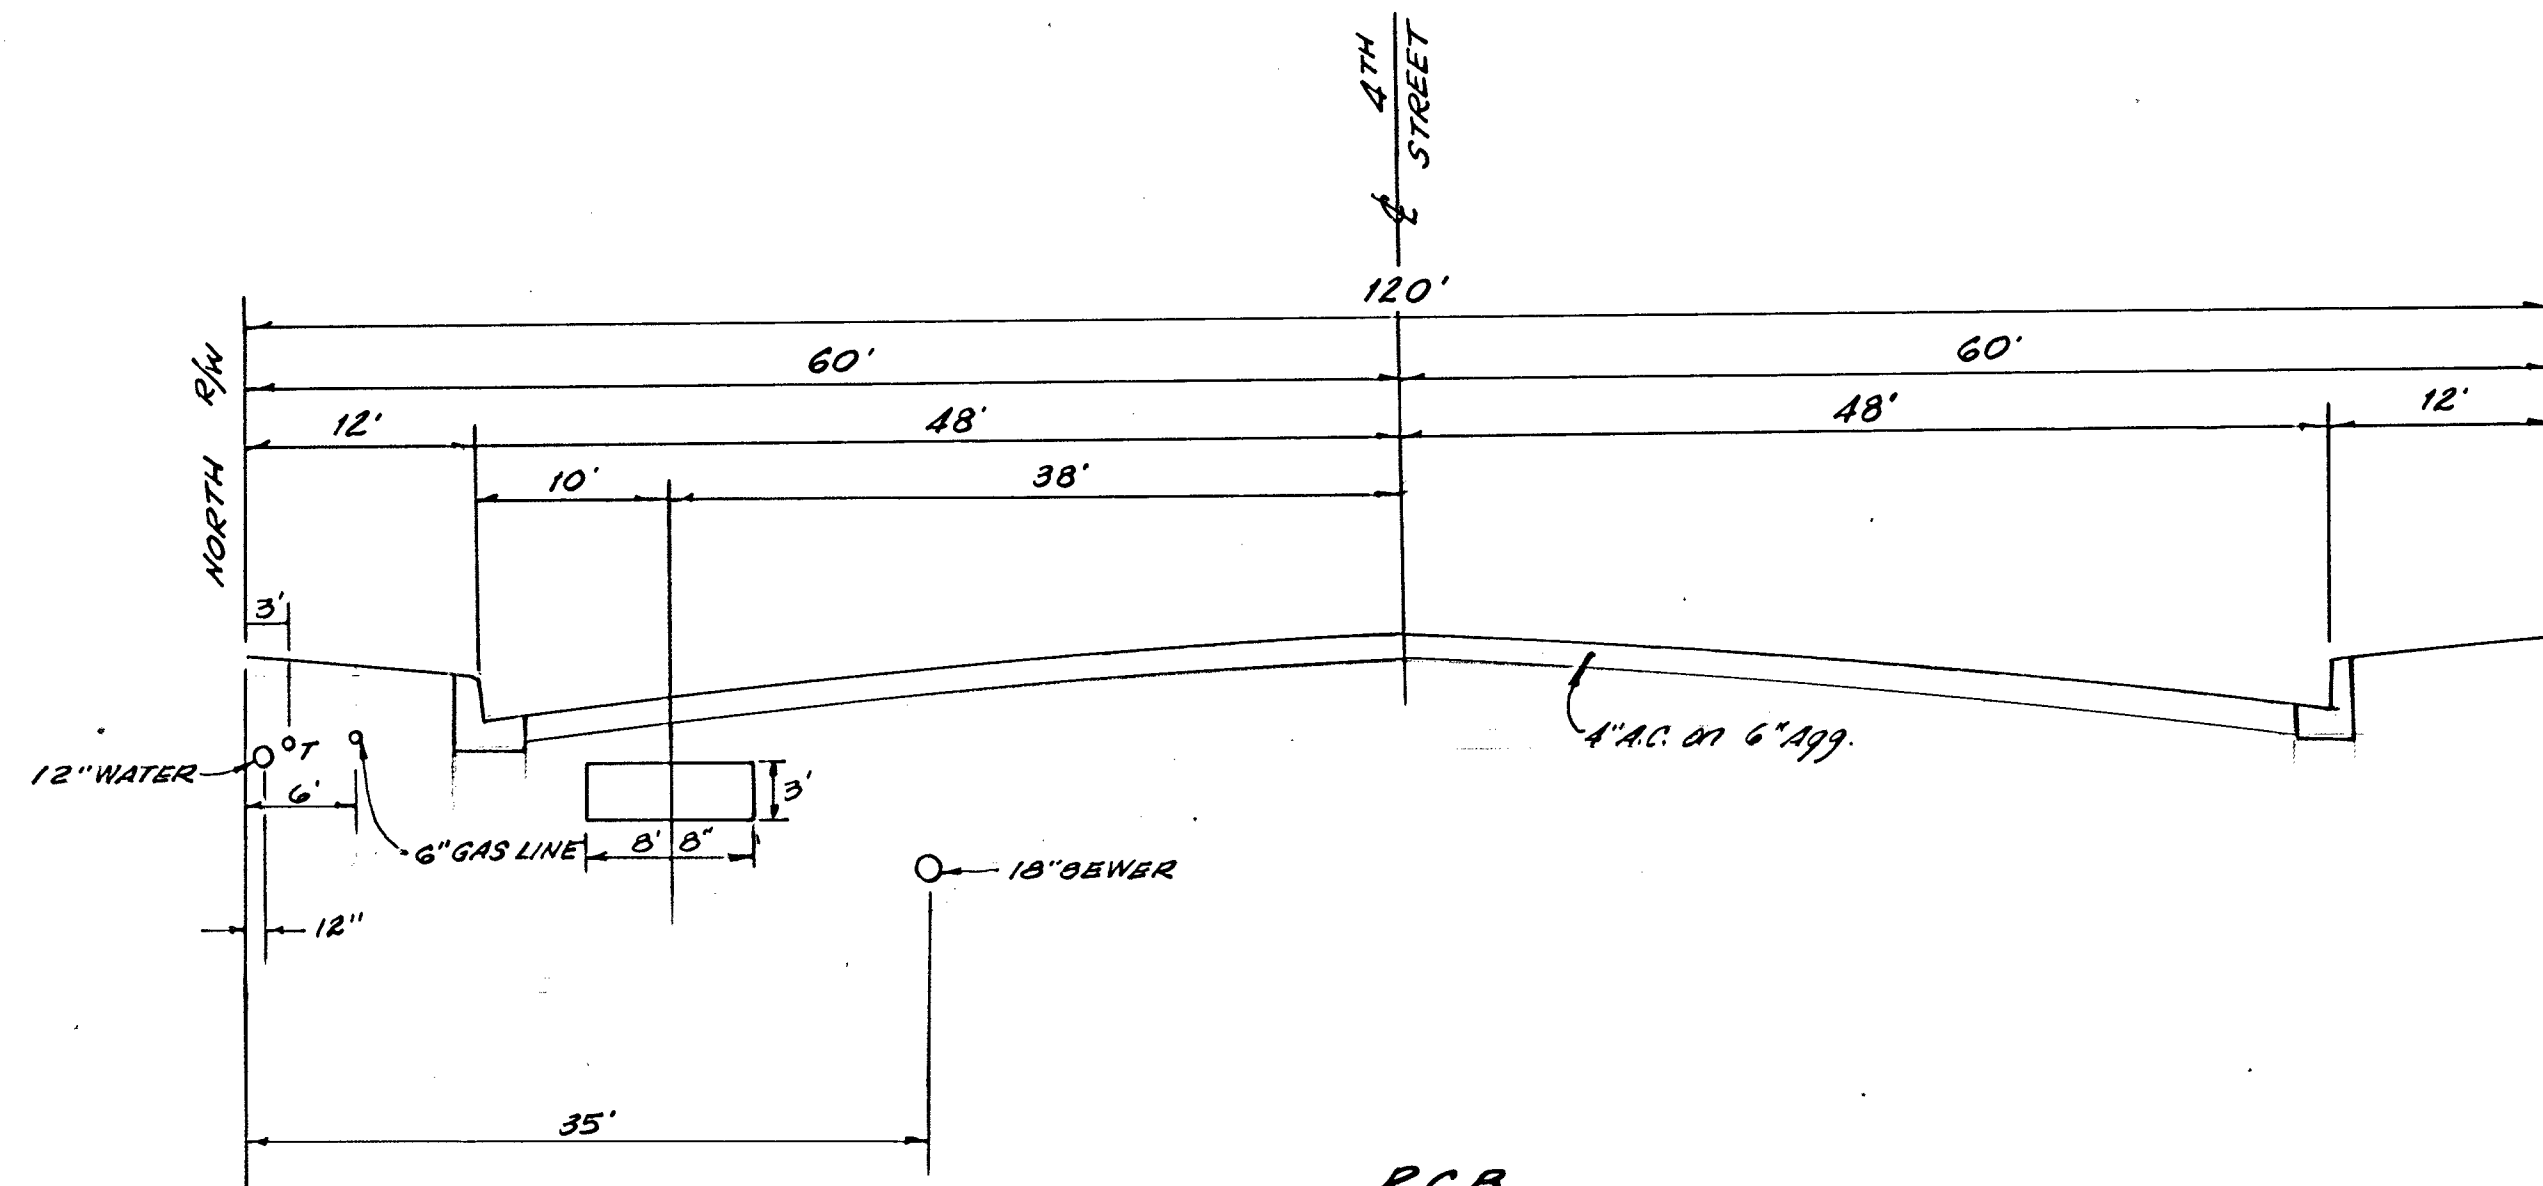 4TH
STREET
℄
120'
60'
60'
12'
48'
48'
12'
10'
38'
NORTH R/W
3'
12" WATER
T
6'
6" GAS LINE
3'
8' 8"
4" A.C. on 6" Agg.
18" SEWER
12"
35'
R.C.B.